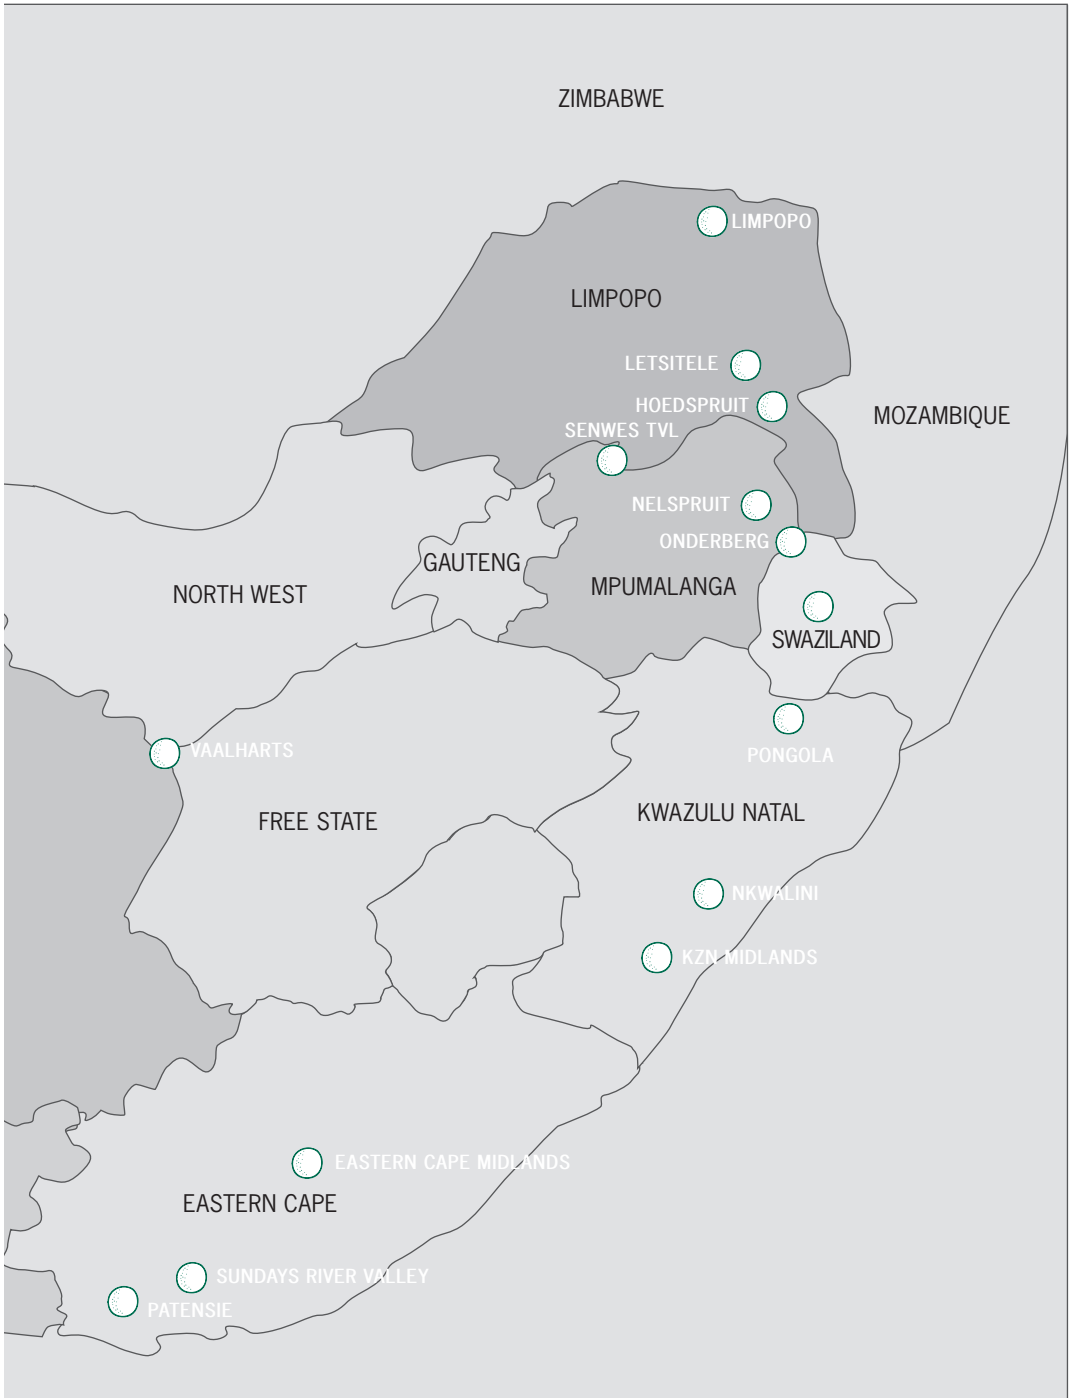 ZIMBABWE
LIMPOPO
LIMPOPO
LETSITELE
HOEDSPRUIT
MOZAMBIQUE
SENWES TVL
NELSPRUIT
ONDERBERG
GAUTENG
MPUMALANGA
NORTH WEST
SWAZILAND
VAALHARTS
PONGOLA
KWAZULU NATAL
FREE STATE
NKWALINI
KZN MIDLANDS
EASTERN CAPE MIDLANDS
EASTERN CAPE
SUNDAYS RIVER VALLEY
PATENSIE